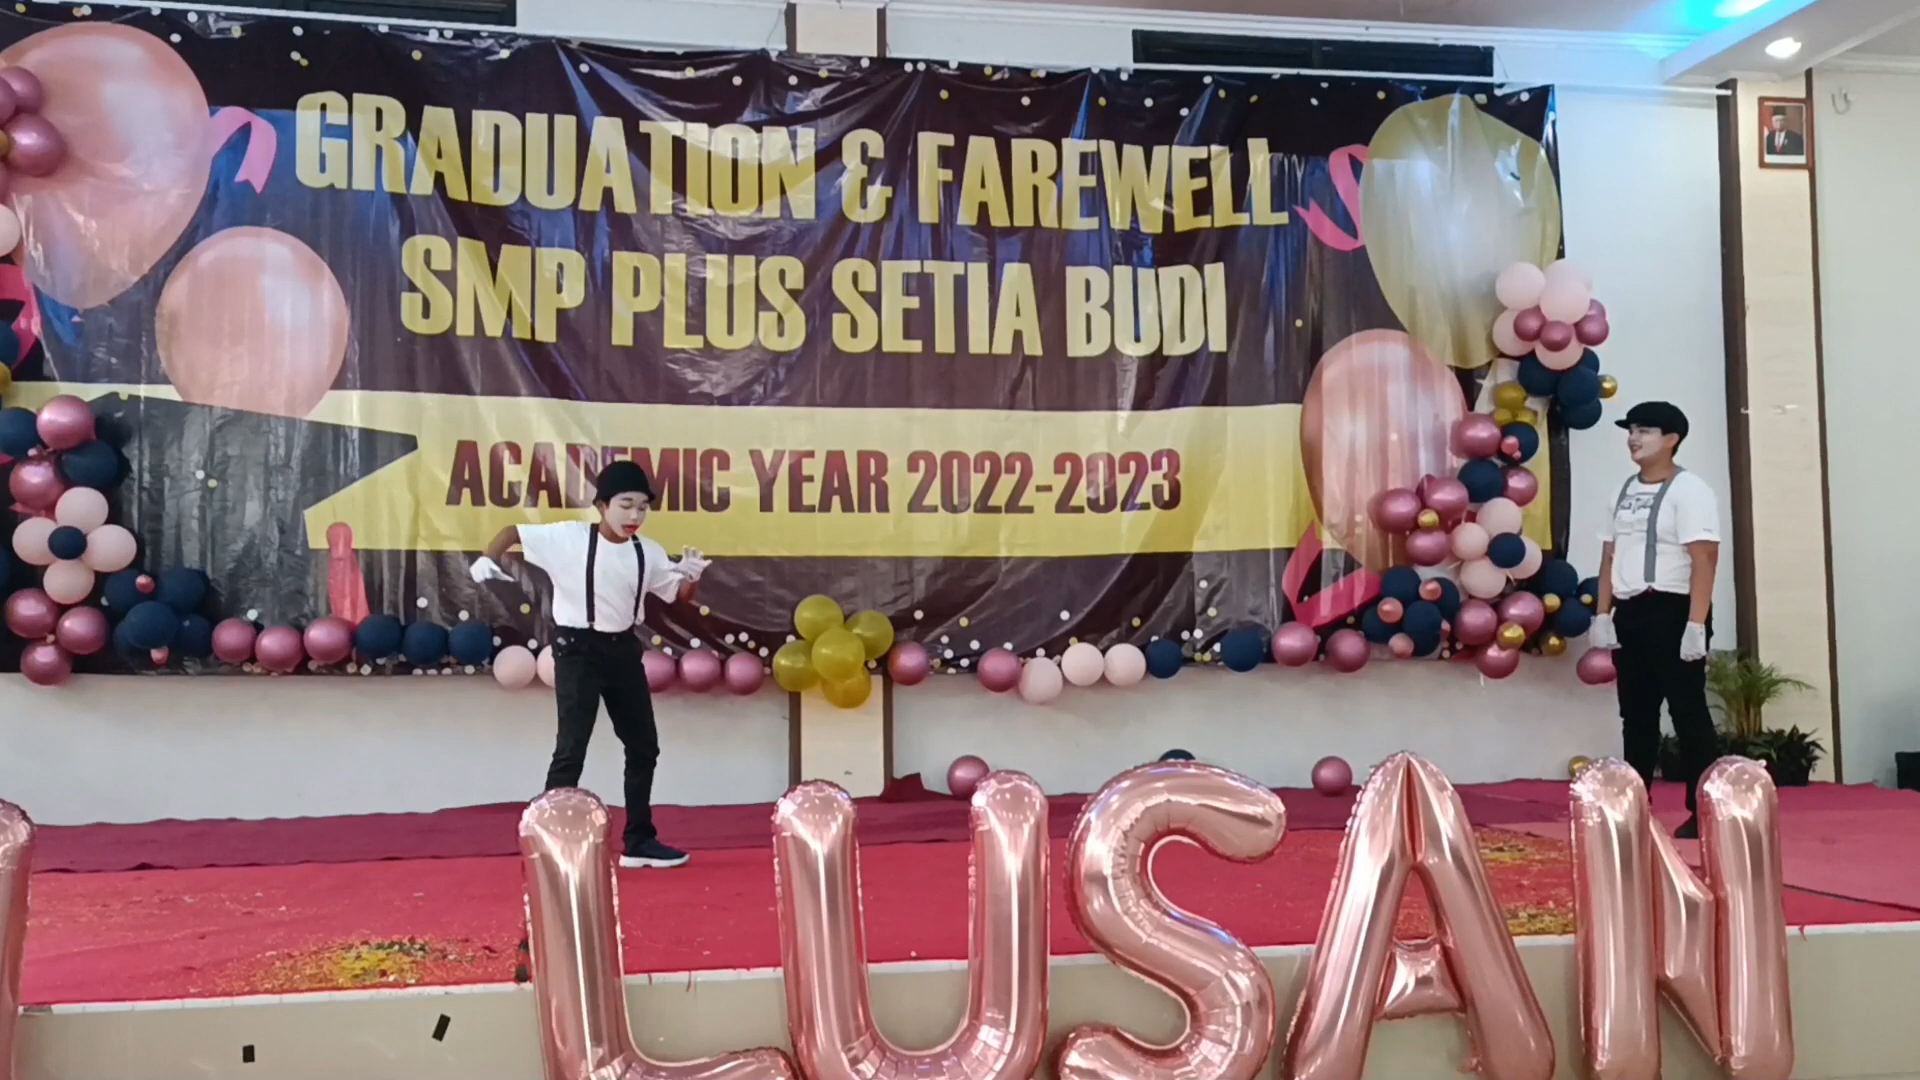 GRADUATION & FAREWELL
SMP PLUS SETIA BUDI
ACADEMIC YEAR 2022-2023
LUSAN